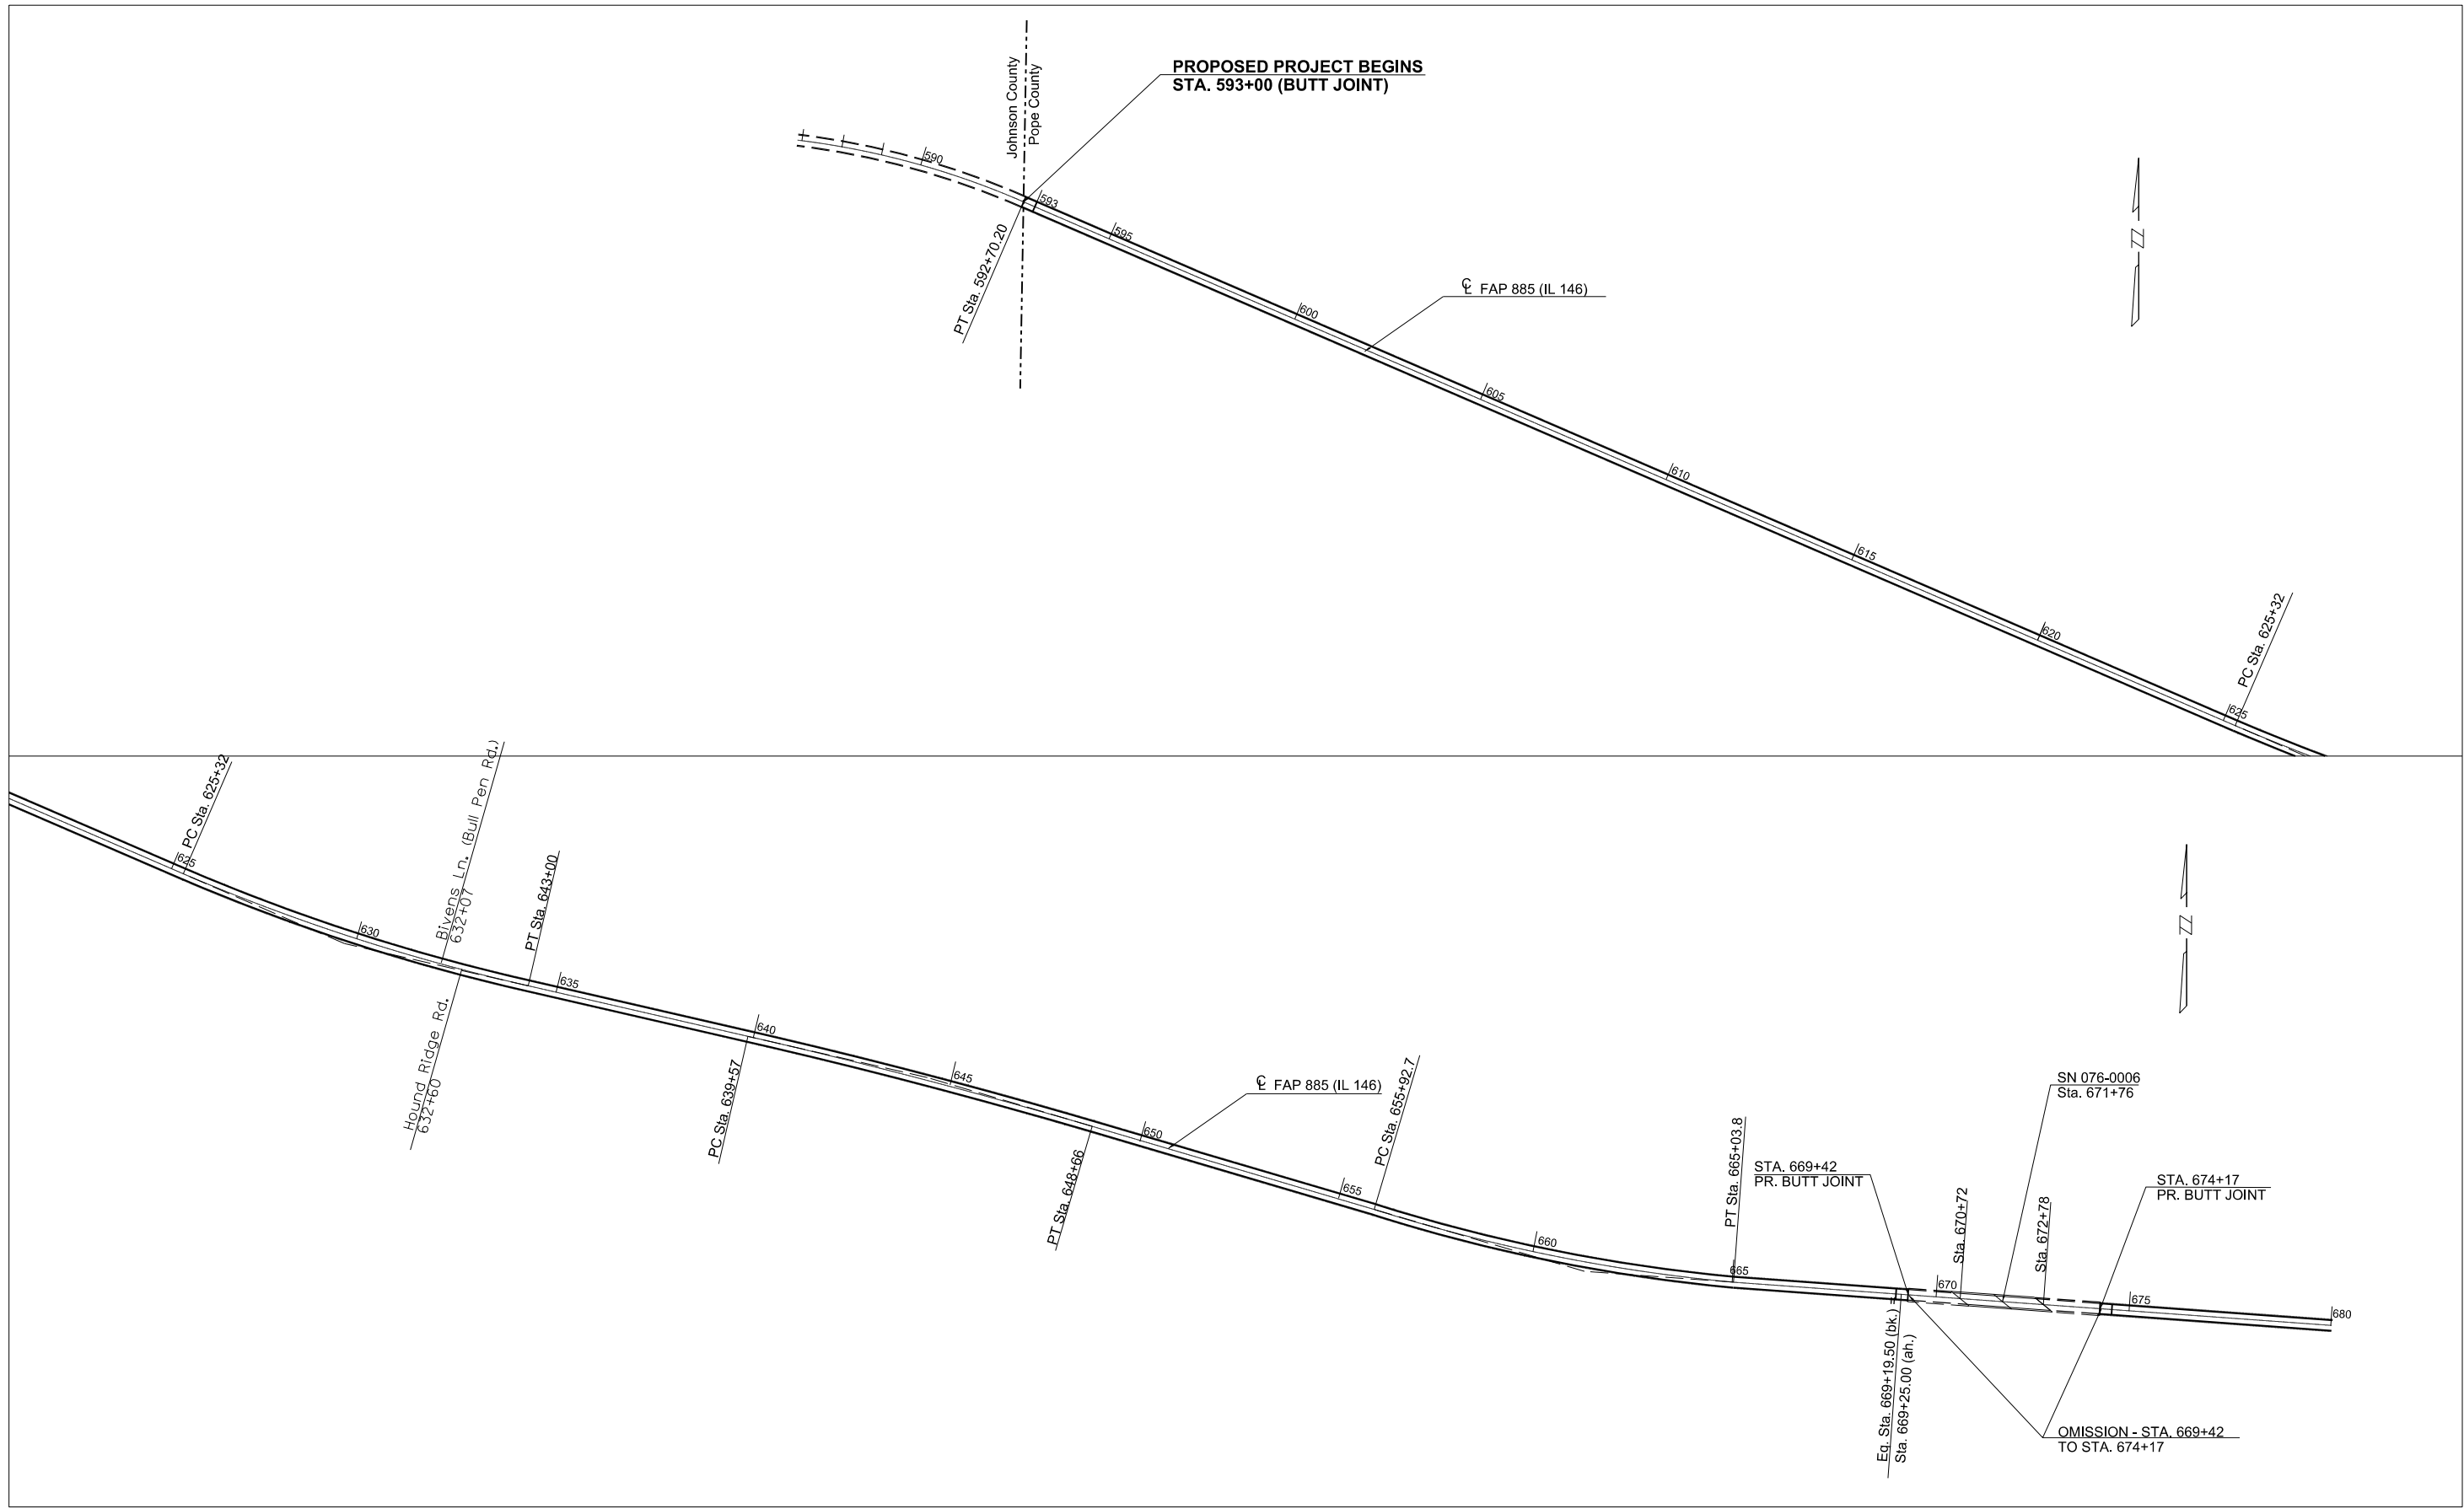 PROPOSED PROJECT BEGINS
STA. 593+00 (BUTT JOINT)
Johnson County
Pope County
590
593
595
PT Sta. 592+70.20
℄ FAP 885 (IL 146)
600
605
610
615
620
625
PC Sta. 625+32
N
PC Sta. 625+32
625
630
Bivens Ln. (Bull Pen Rd.)
632+07
Hound Ridge Rd.
632+60
PT Sta. 643+00
635
PC Sta. 639+57
640
645
PT Sta. 648+66
650
℄ FAP 885 (IL 146)
655
PC Sta. 655+92.7
660
PT Sta. 665+03.8
665
STA. 669+42
PR. BUTT JOINT
Eq. Sta. 669+19.50 (bk.) =
Sta. 669+25.00 (ah.)
670
Sta. 670+72
SN 076-0006
Sta. 671+76
Sta. 672+78
STA. 674+17
PR. BUTT JOINT
675
680
OMISSION - STA. 669+42
TO STA. 674+17
N